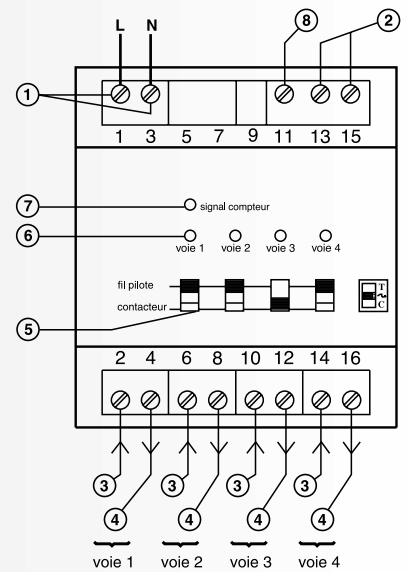 8 2
L N
1
1 3 5 7 9 11 13 15
7 signal compteur
6
voie 1 voie 2 voie 3 voie 4
fil pilote
contacteur
T
C
5
2 4 6 8 10 12 14 16
3 3 3 3
4 4 4 4
voie 1 voie 2 voie 3 voie 4